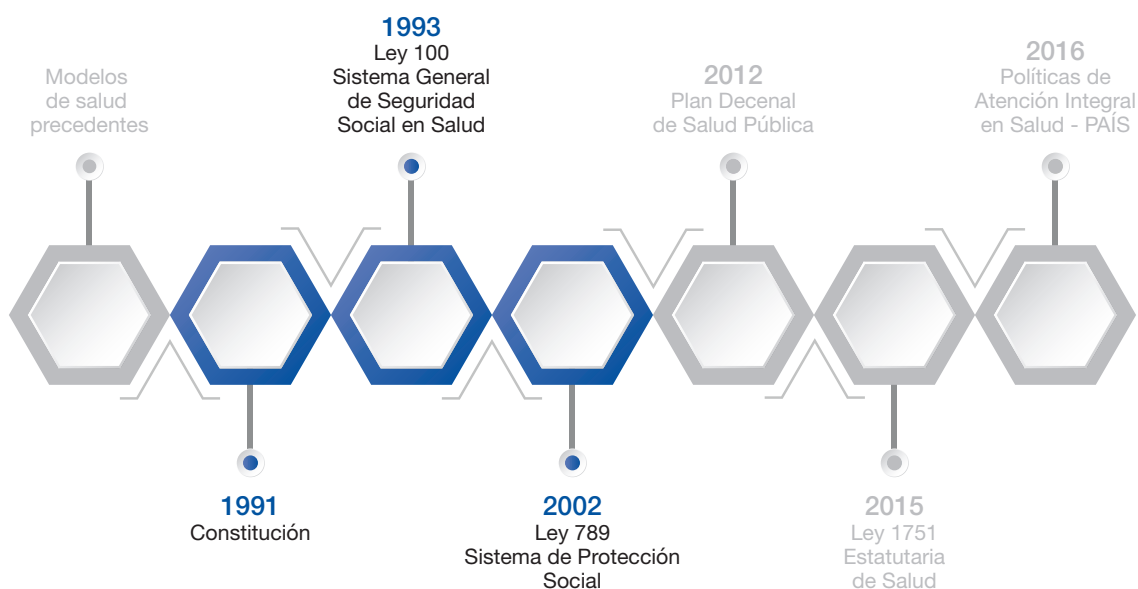 Modelos
de salud
precedentes
1991
Constitución
1993
Ley 100
Sistema General
de Seguridad
Social en Salud
2002
Ley 789
Sistema de Protección
Social
2012
Plan Decenal
de Salud Pública
2015
Ley 1751
Estatutaria
de Salud
2016
Políticas de
Atención Integral
en Salud - PAÍS